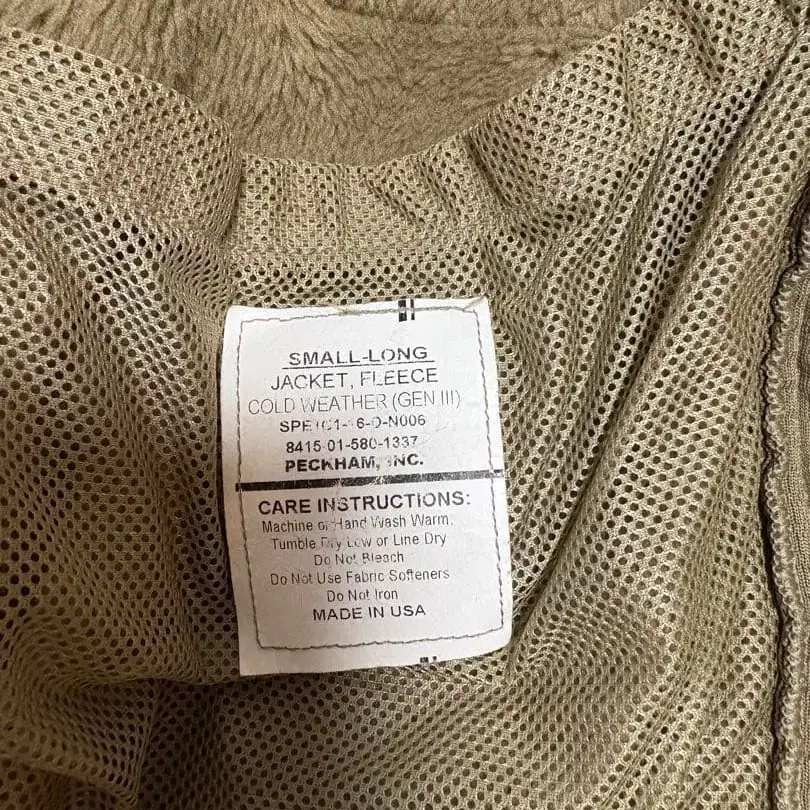 SMALL-LONG
JACKET, FLEECE
COLD WEATHER (GEN III)
8415-01-580-1337
PECKHAM, INC.
CARE INSTRUCTIONS:
Machine or Hand Wash Warm,
Tumble Dry Low or Line Dry
Do Not Bleach
Do Not Use Fabric Softeners
Do Not Iron
MADE IN USA